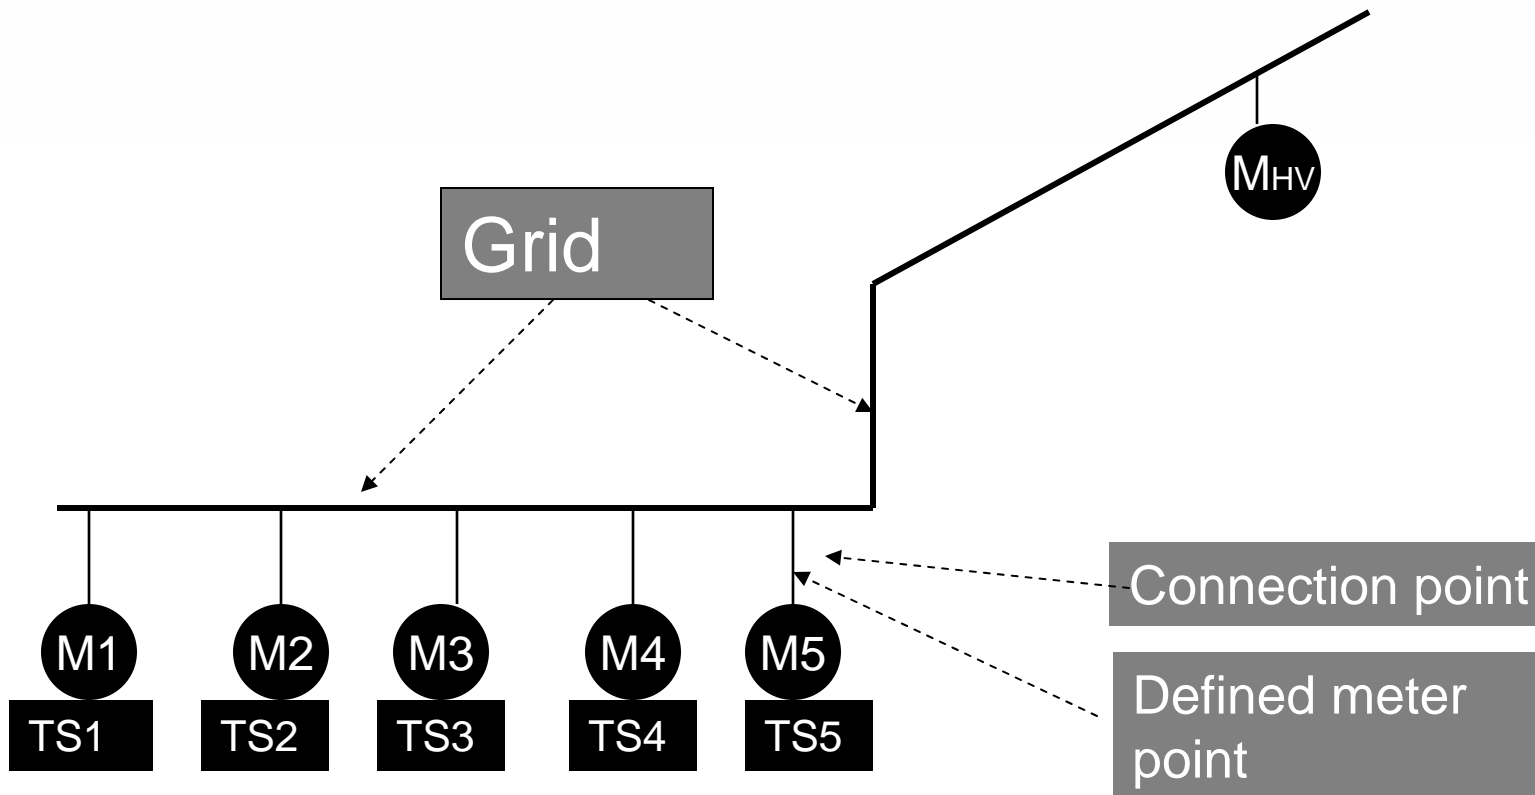 MHV
Grid
Connection point
M1 M2 M3 M4 M5
Defined meter
point
TS1 TS2 TS3 TS4 TS5